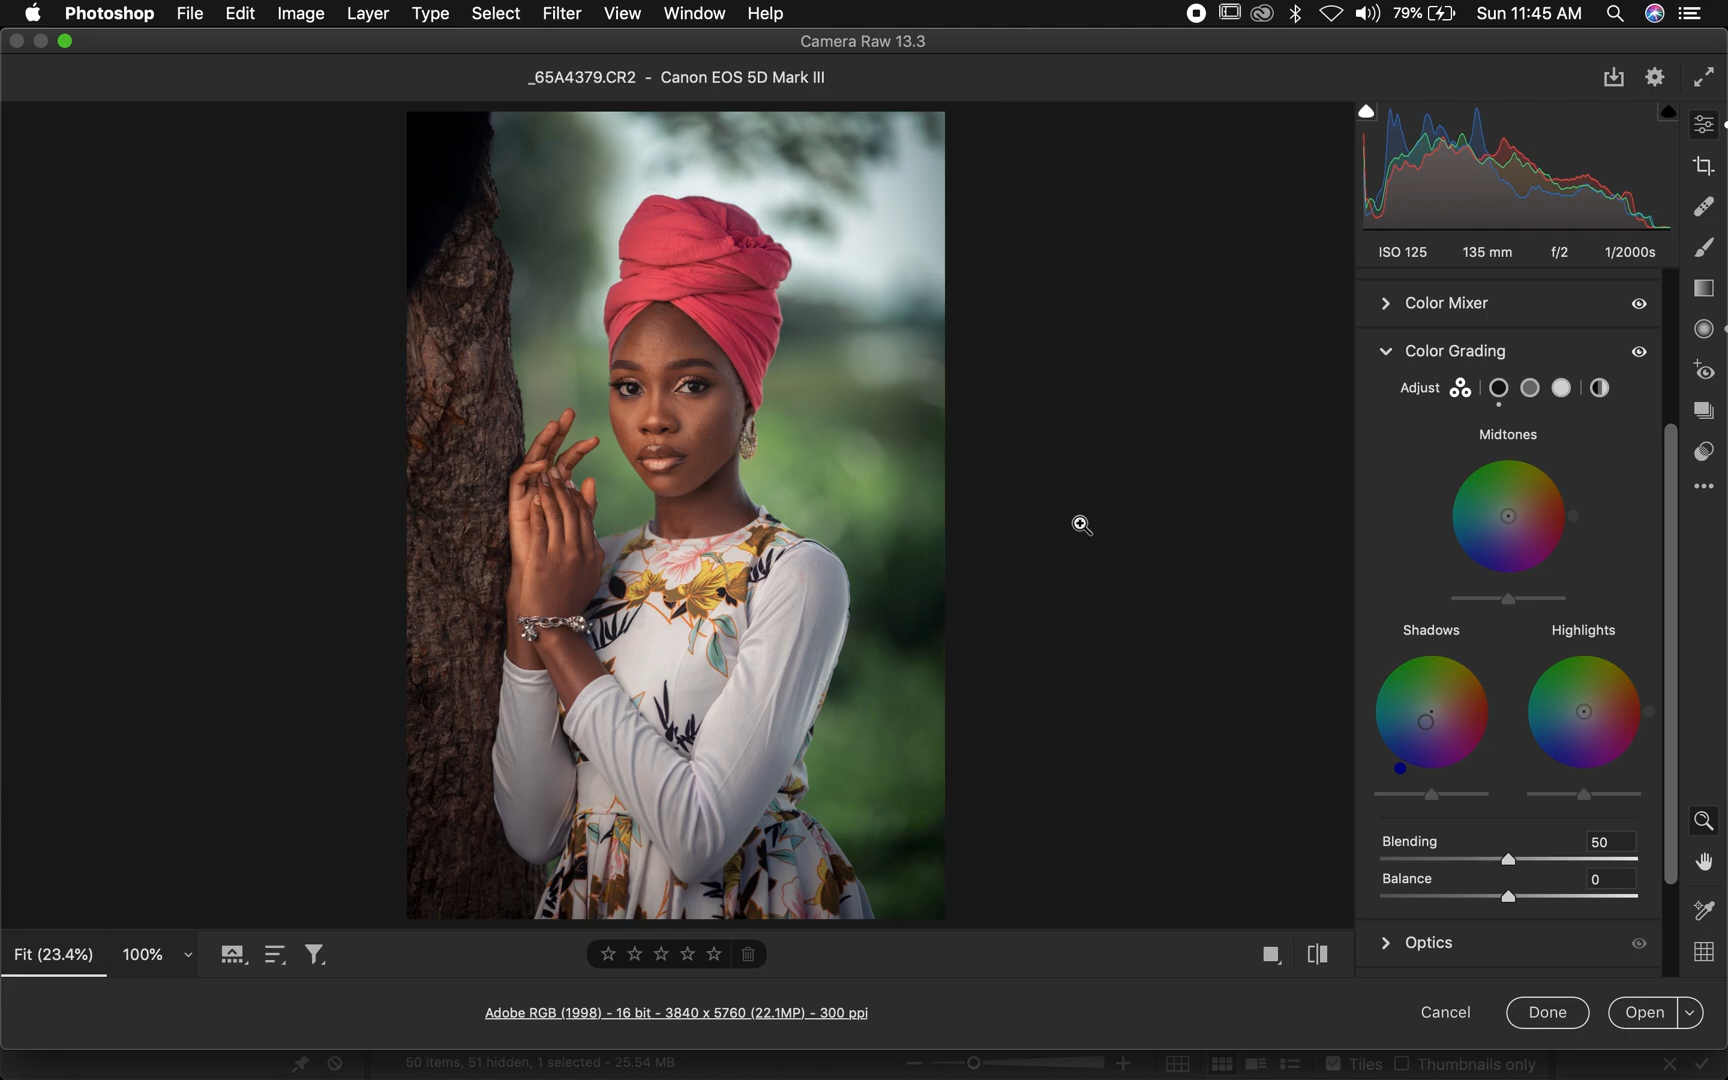 Photoshop File Edit Image Layer Type Select Filter View Window Help 79% Sun 11:45 AM
Camera Raw 13.3
_65A4379.CR2 - Canon EOS 5D Mark III
ISO 125 135 mm f/2 1/2000s
Color Mixer
Color Grading
Adjust
Midtones
Shadows Highlights
Blending 50
Balance 0
Optics
Fit (23.4%) 100%
Adobe RGB (1998) - 16 bit - 3840 x 5760 (22.1MP) - 300 ppi
Cancel Done Open
50 items, 51 hidden, 1 selected - 25.54 MB Tiles Thumbnails only